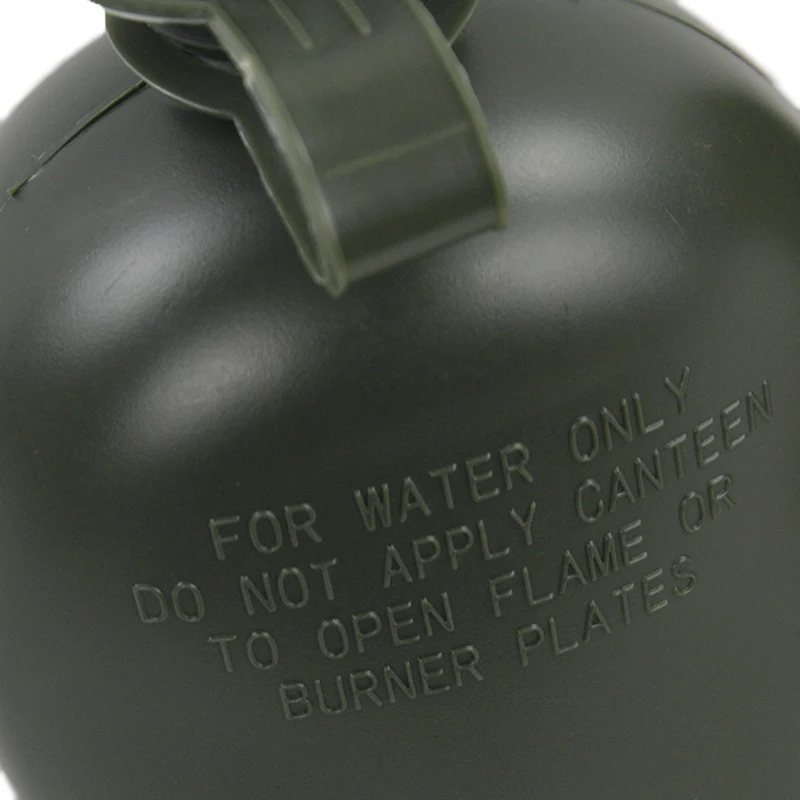 FOR WATER ONLY
DO NOT APPLY CANTEEN
TO OPEN FLAME OR
BURNER PLATES